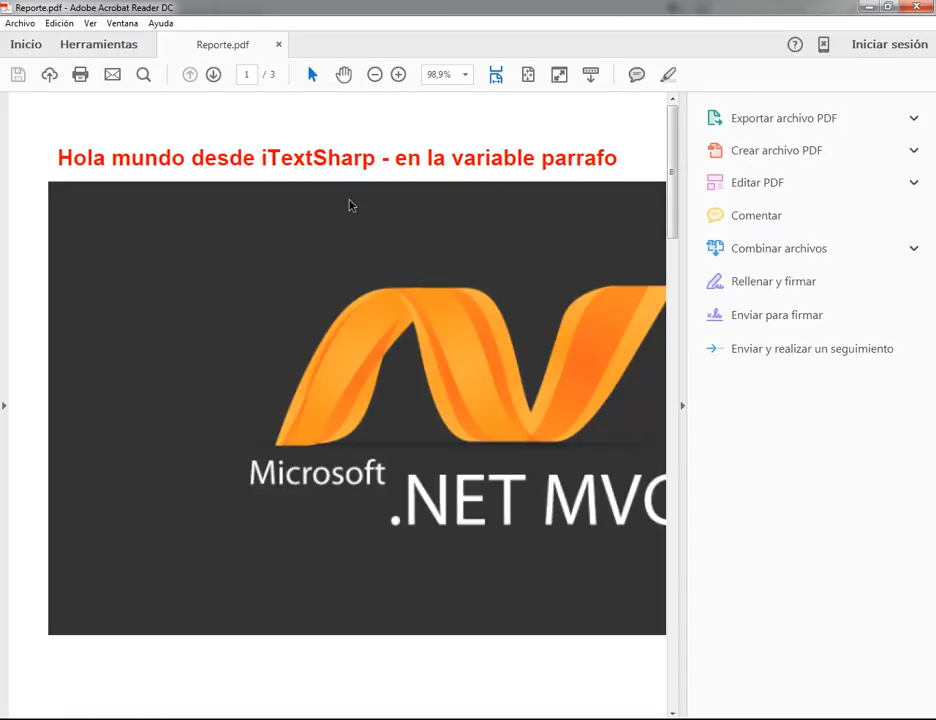 Reporte.pdf - Adobe Acrobat Reader DC
Archivo Edición Ver Ventana Ayuda
Inicio Herramientas Reporte.pdf × ? Iniciar sesión
1 / 3 98,9%
Hola mundo desde iTextSharp - en la variable parrafo
Microsoft
.NET MVC
Exportar archivo PDF
Crear archivo PDF
Editar PDF
Comentar
Combinar archivos
Rellenar y firmar
Enviar para firmar
Enviar y realizar un seguimiento